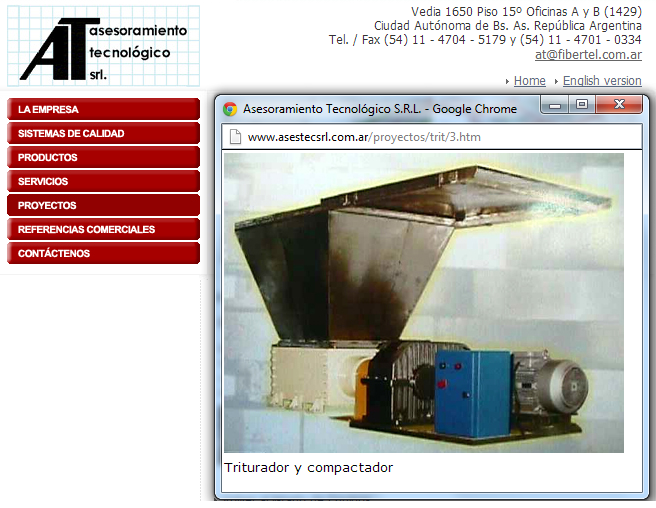 AT asesoramiento
tecnológico
srl.
Vedia 1650 Piso 15º Oficinas A y B (1429)
Ciudad Autónoma de Bs. As. República Argentina
Tel. / Fax (54) 11 - 4704 - 5179 y (54) 11 - 4701 - 0334
at@fibertel.com.ar
Home English version
LA EMPRESA
SISTEMAS DE CALIDAD
PRODUCTOS
SERVICIOS
PROYECTOS
REFERENCIAS COMERCIALES
CONTÁCTENOS
Asesoramiento Tecnológico S.R.L. - Google Chrome
www.asestecsrl.com.ar/proyectos/trit/3.htm
Triturador y compactador